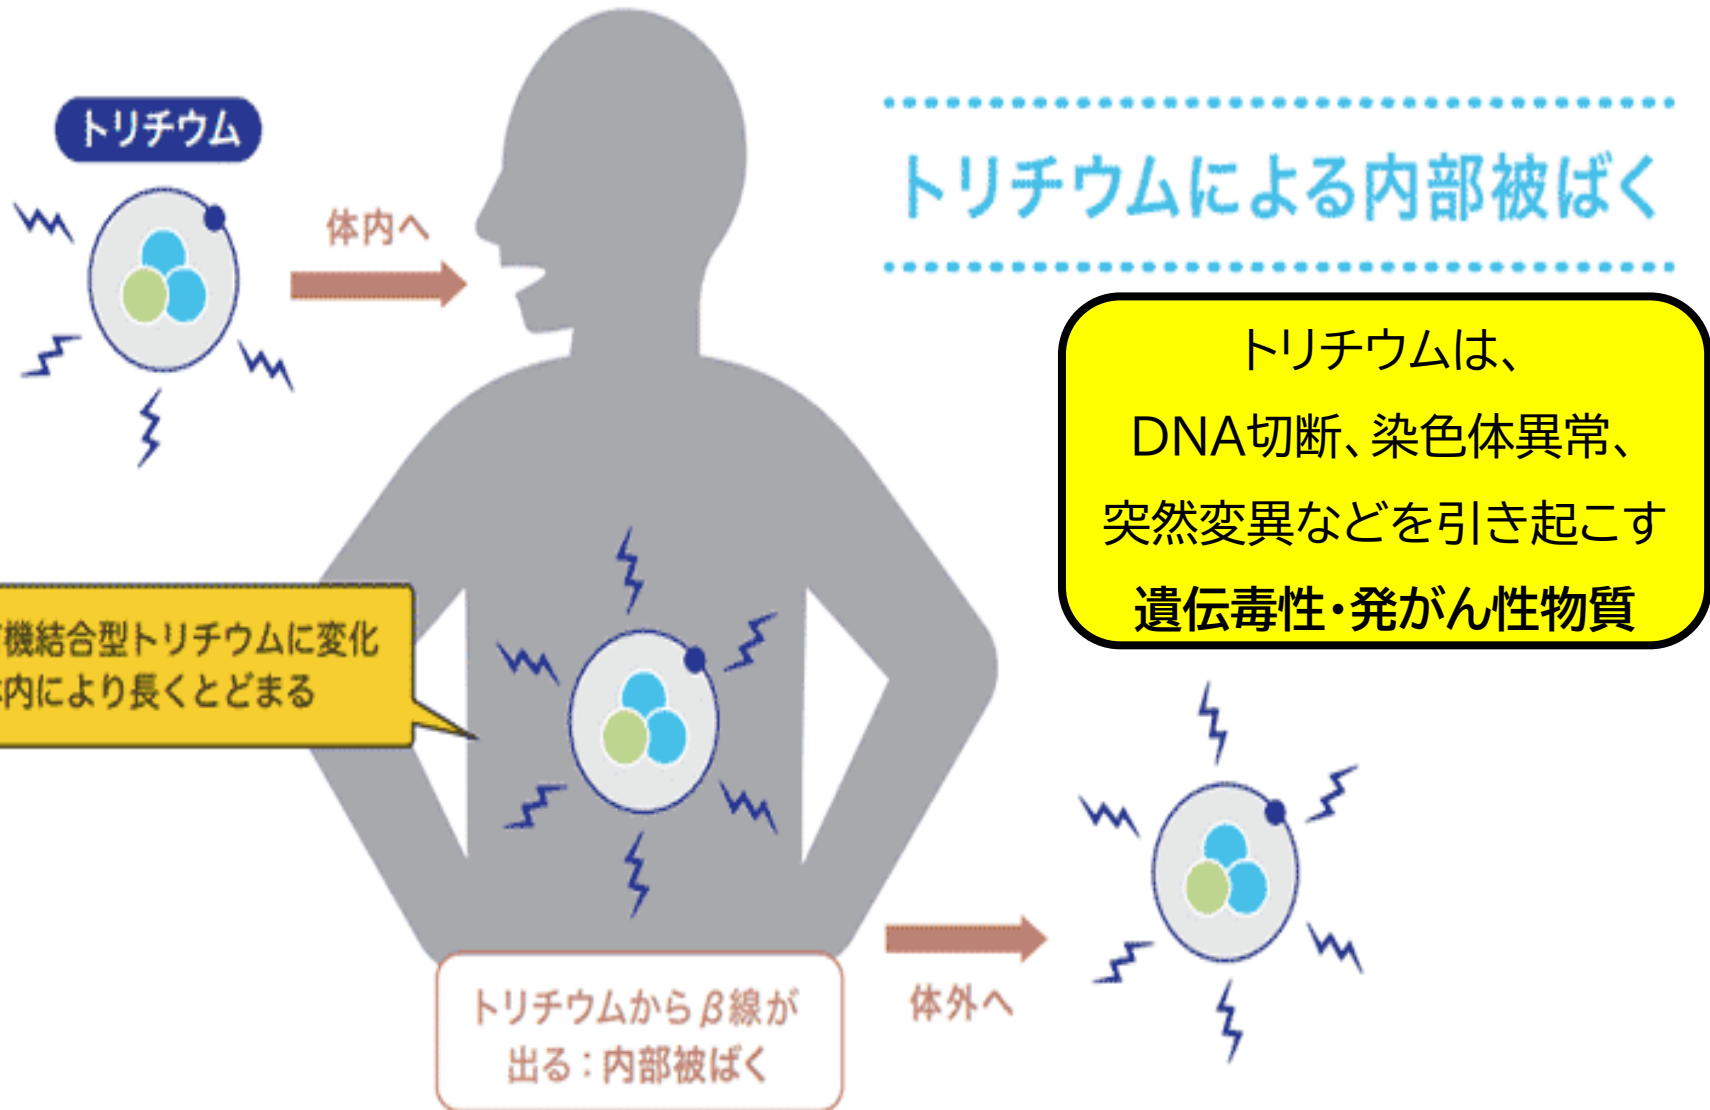 トリチウム
体内へ
トリチウムによる内部被ばく
トリチウムは、
DNA切断、染色体異常、
突然変異などを引き起こす
遺伝毒性・発がん性物質
機結合型トリチウムに変化
内により長くとどまる
トリチウムからβ線が
出る：内部被ばく
体外へ